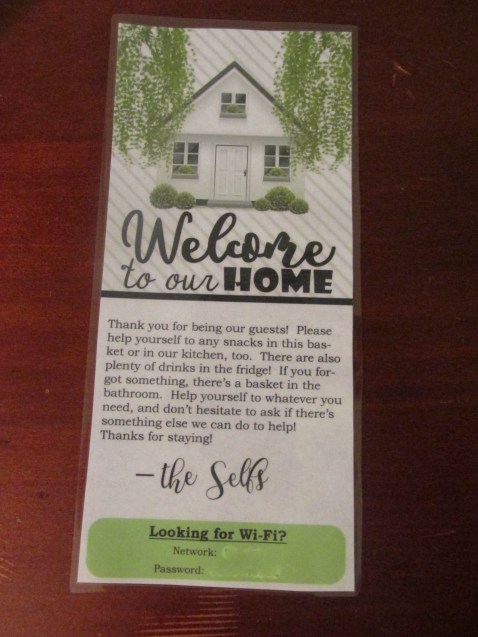 Welcome
to our HOME
Thank you for being our guests! Please
help yourself to any snacks in this bas-
ket or in our kitchen, too. There are also
plenty of drinks in the fridge! If you for-
got something, there's a basket in the
bathroom. Help yourself to whatever you
need, and don't hesitate to ask if there's
something else we can do to help!
Thanks for staying!
– the Selfs
Looking for Wi-Fi?
Network:
Password: